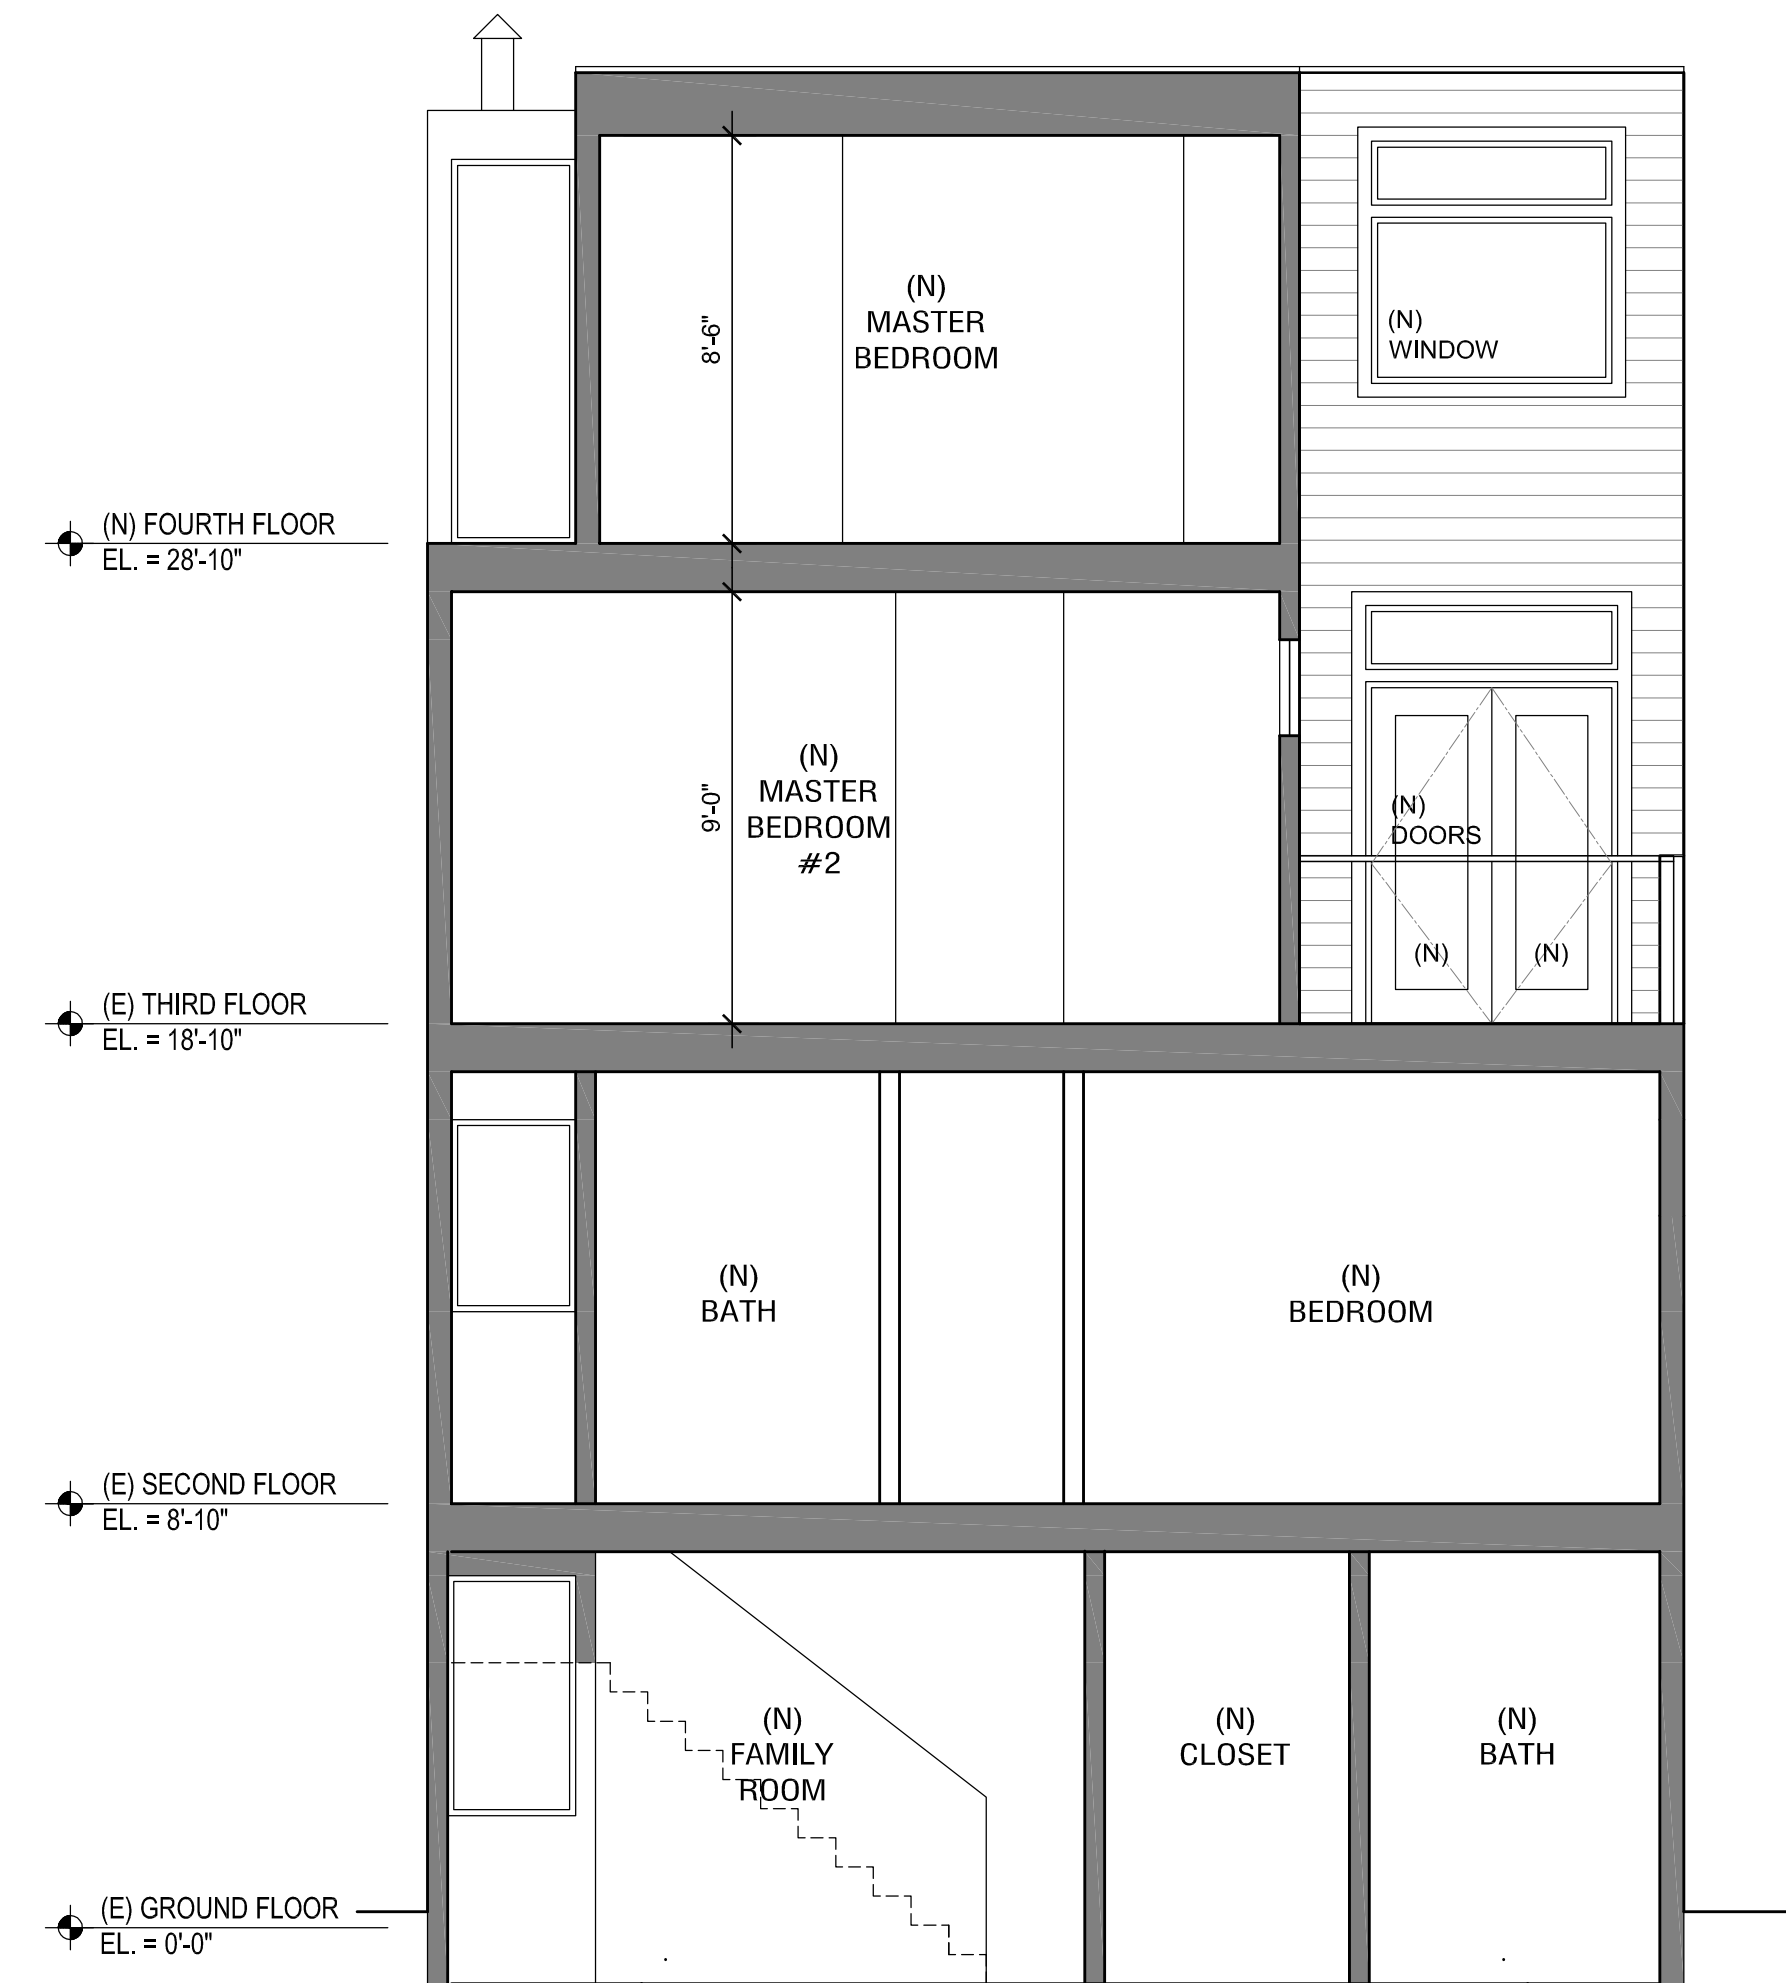 (N)
MASTER
BEDROOM
8'-6"
(N)
WINDOW
(N) FOURTH FLOOR
EL. = 28'-10"
(N)
MASTER
BEDROOM
#2
9'-0"
(N)
DOORS
(N)
(N)
(E) THIRD FLOOR
EL. = 18'-10"
(N)
BATH
(N)
BEDROOM
(E) SECOND FLOOR
EL. = 8'-10"
(N)
FAMILY
ROOM
(N)
CLOSET
(N)
BATH
(E) GROUND FLOOR
EL. = 0'-0"